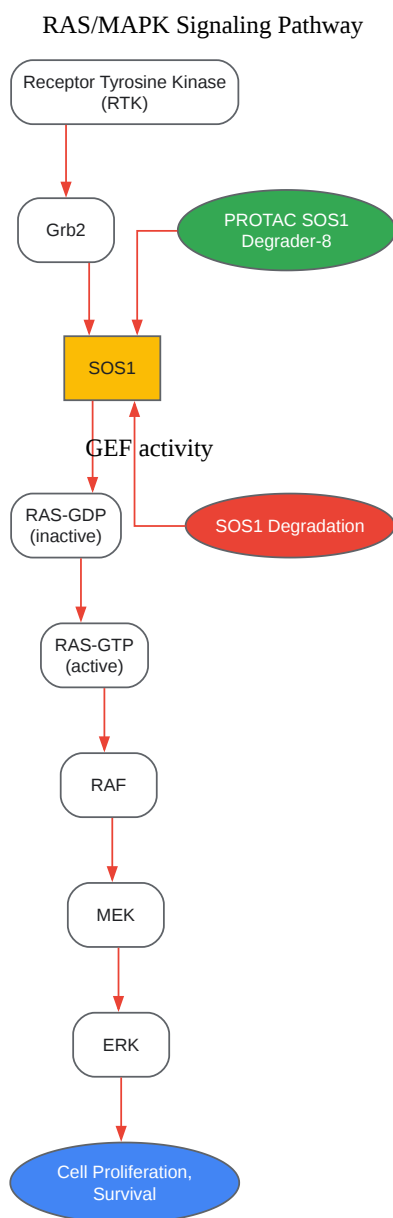 RAS/MAPK Signaling Pathway
Receptor Tyrosine Kinase
(RTK)
Grb2
PROTAC SOS1
Degrader-8
SOS1
GEF activity
RAS-GDP
(inactive)
SOS1 Degradation
RAS-GTP
(active)
RAF
MEK
ERK
Cell Proliferation,
Survival